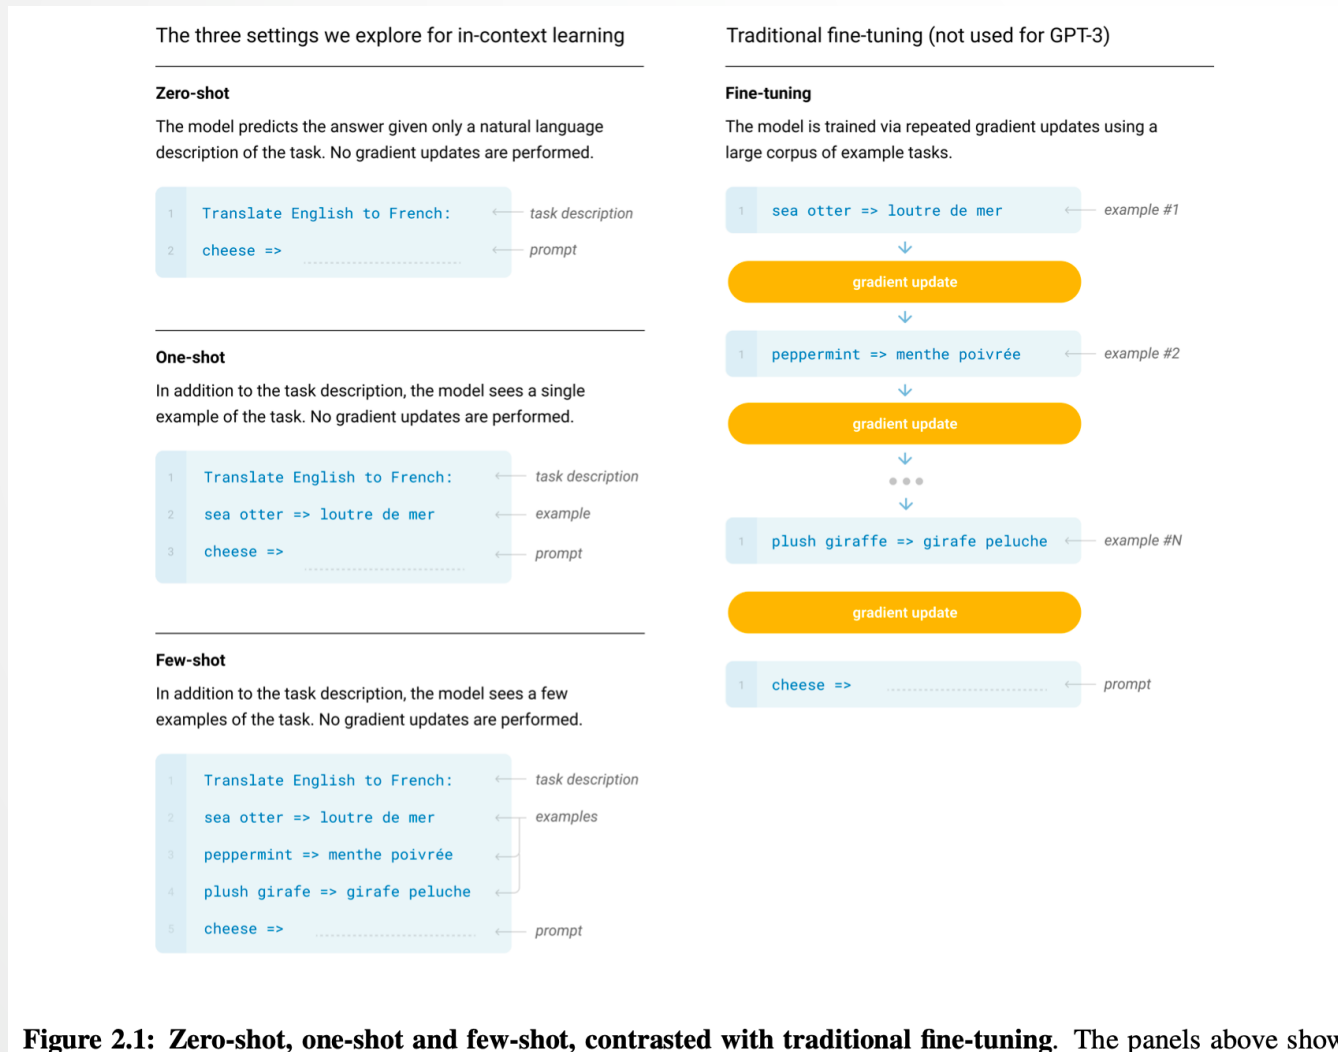 The three settings we explore for in-context learning
Zero-shot
The model predicts the answer given only a natural language
description of the task. No gradient updates are performed.
1 Translate English to French: task description
2 cheese => prompt
One-shot
In addition to the task description, the model sees a single
example of the task. No gradient updates are performed.
1 Translate English to French: task description
2 sea otter => loutre de mer example
3 cheese => prompt
Few-shot
In addition to the task description, the model sees a few
examples of the task. No gradient updates are performed.
1 Translate English to French: task description
2 sea otter => loutre de mer examples
3 peppermint => menthe poivrée
4 plush girafe => girafe peluche
5 cheese => prompt
Traditional fine-tuning (not used for GPT-3)
Fine-tuning
The model is trained via repeated gradient updates using a
large corpus of example tasks.
1 sea otter => loutre de mer example #1
gradient update
1 peppermint => menthe poivrée example #2
gradient update
1 plush giraffe => girafe peluche example #N
gradient update
1 cheese => prompt
Figure 2.1: Zero-shot, one-shot and few-shot, contrasted with traditional fine-tuning. The panels above show